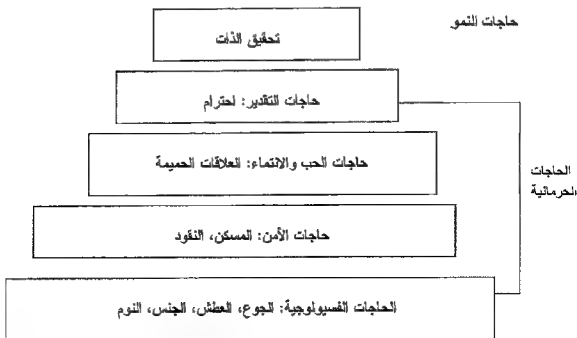 حاجات النمو
تحقيق الذات
حاجات التقدير: احترام
حاجات الحب والانتماء: العلاقات الحميمة
الحاجات
الحرمانية
حاجات الأمن: المسكن، النقود
الحاجات الفسيولوجية: الجوع، العطش، الجنس، النوم